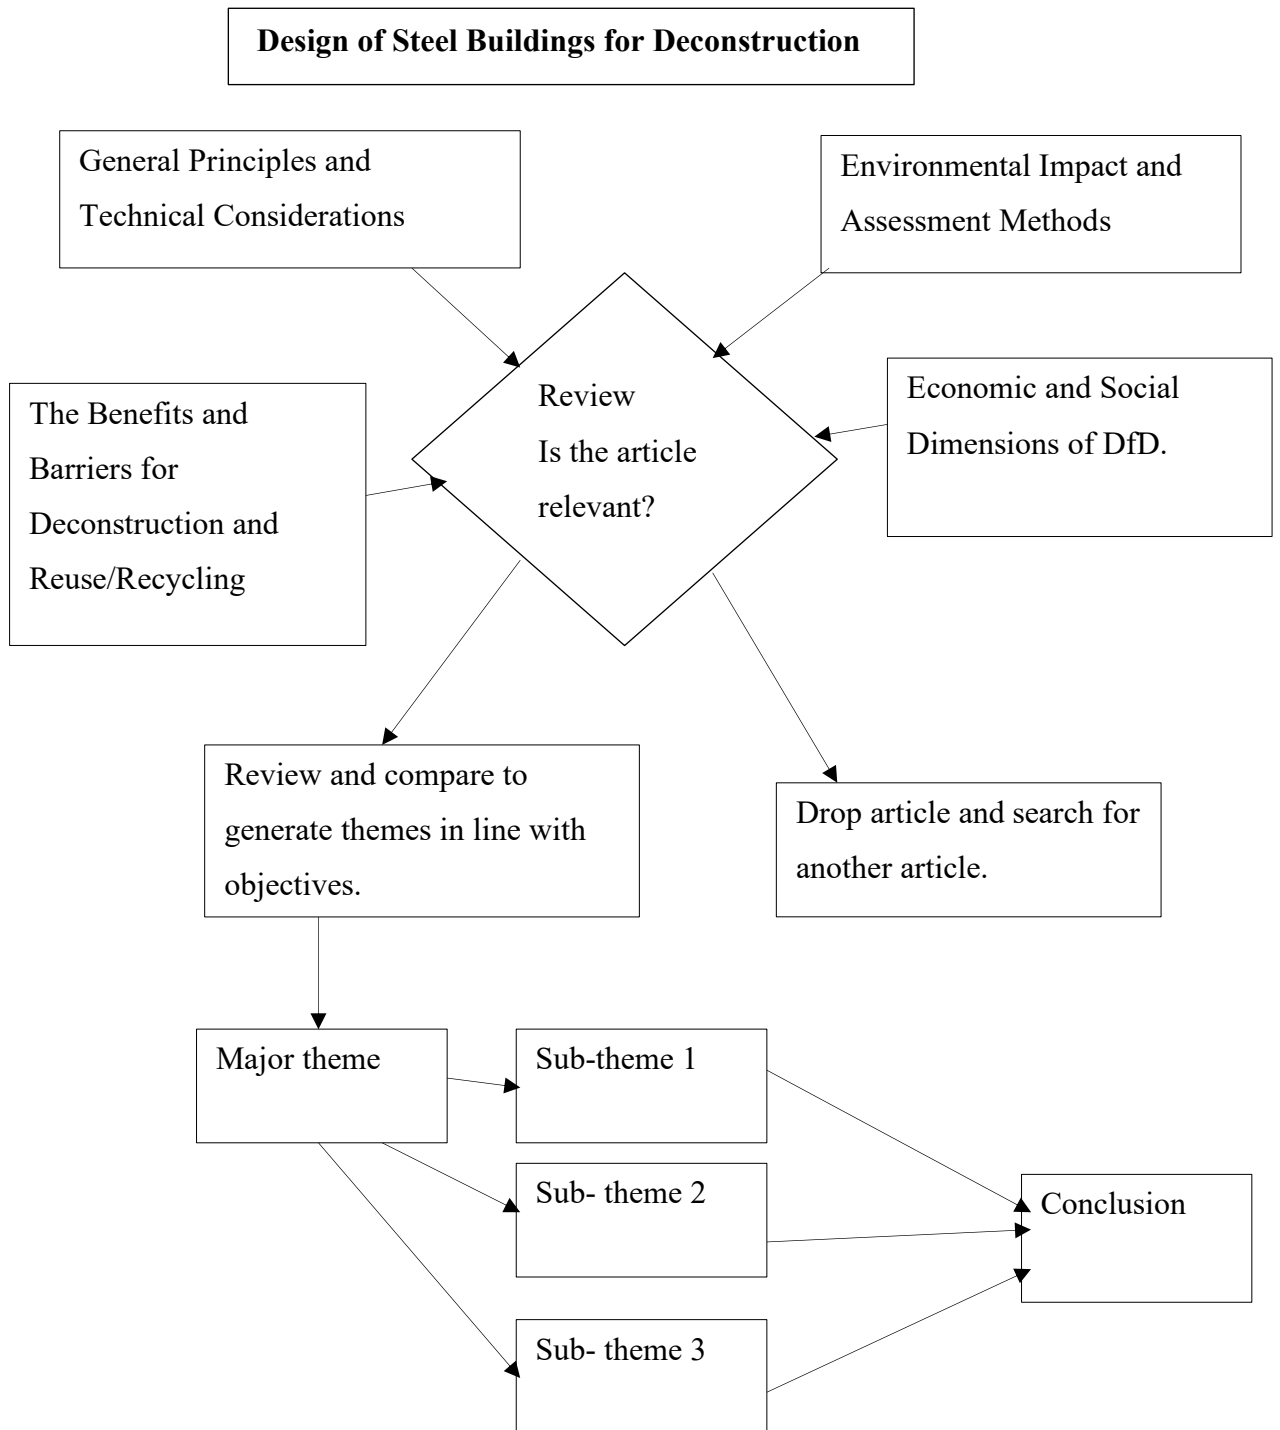 Design of Steel Buildings for Deconstruction
General Principles and
Technical Considerations
Environmental Impact and
Assessment Methods
The Benefits and
Barriers for
Deconstruction and
Reuse/Recycling
Review
Is the article
relevant?
Economic and Social
Dimensions of DfD.
Review and compare to
generate themes in line with
objectives.
Drop article and search for
another article.
Major theme
Sub-theme 1
Sub- theme 2
Sub- theme 3
Conclusion